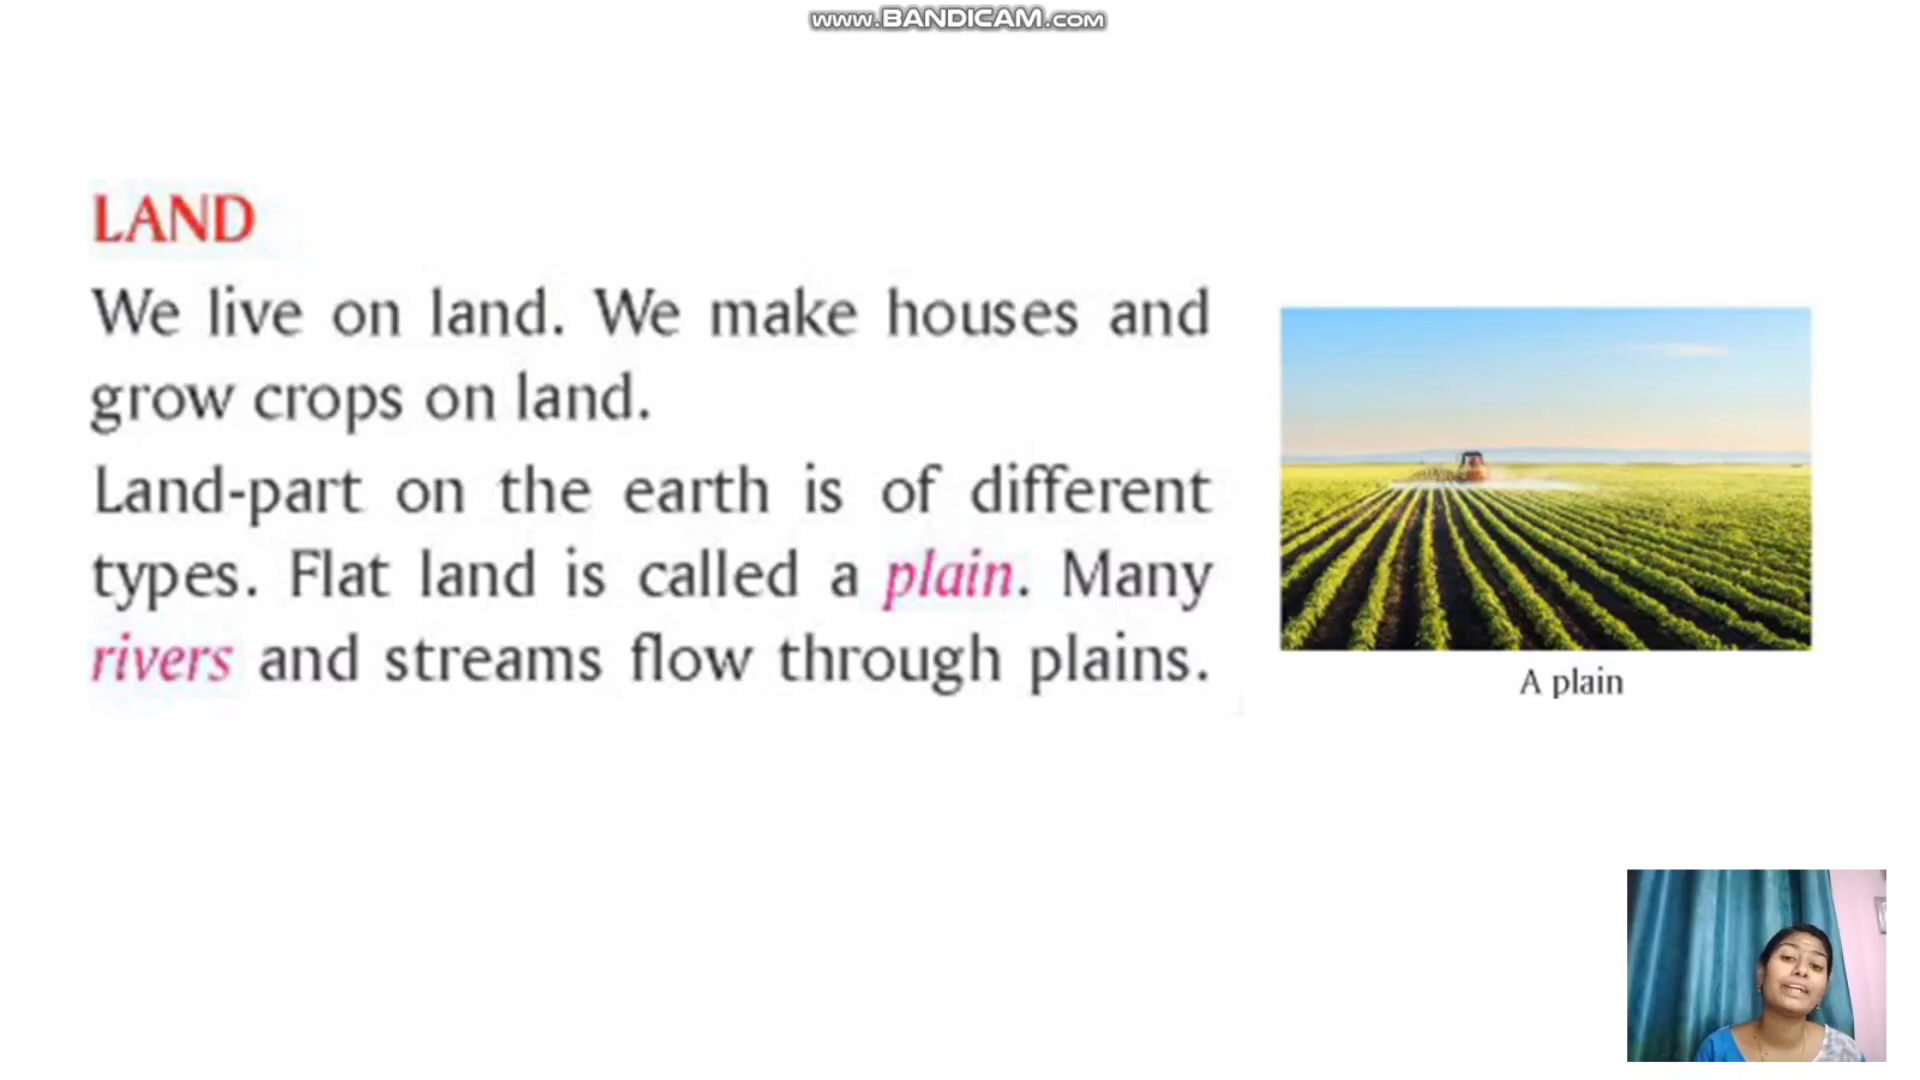 www.BANDICAM.com
LAND
We live on land. We make houses and
grow crops on land.
Land-part on the earth is of different
types. Flat land is called a plain. Many
rivers and streams flow through plains.
A plain